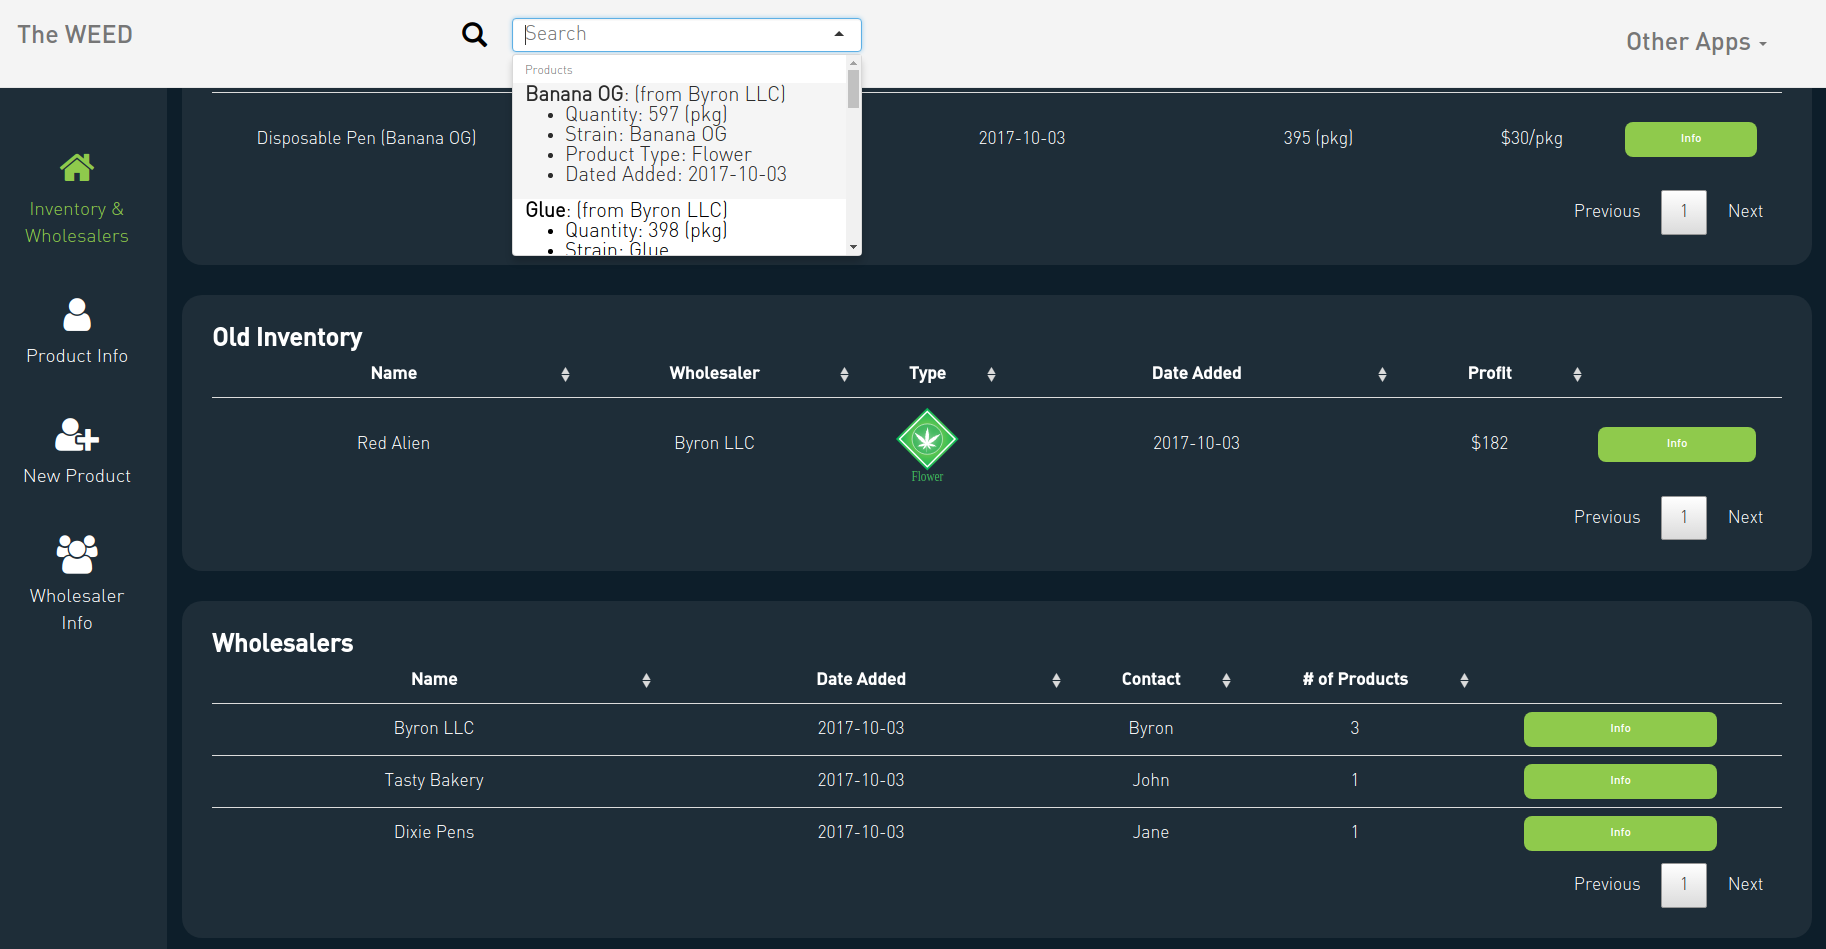 The WEED
Search
Other Apps
Products
Banana OG: (from Byron LLC)
Quantity: 597 (pkg)
Strain: Banana OG
Product Type: Flower
Dated Added: 2017-10-03
Glue: (from Byron LLC)
Quantity: 398 (pkg)
Strain: Glue
Inventory &
Wholesalers
Product Info
New Product
Wholesaler
Info
Disposable Pen (Banana OG) 2017-10-03 395 (pkg) $30/pkg Info
Previous 1 Next
Old Inventory
Name Wholesaler Type Date Added Profit
Red Alien Byron LLC Flower 2017-10-03 $182 Info
Previous 1 Next
Wholesalers
Name Date Added Contact # of Products
Byron LLC 2017-10-03 Byron 3 Info
Tasty Bakery 2017-10-03 John 1 Info
Dixie Pens 2017-10-03 Jane 1 Info
Previous 1 Next